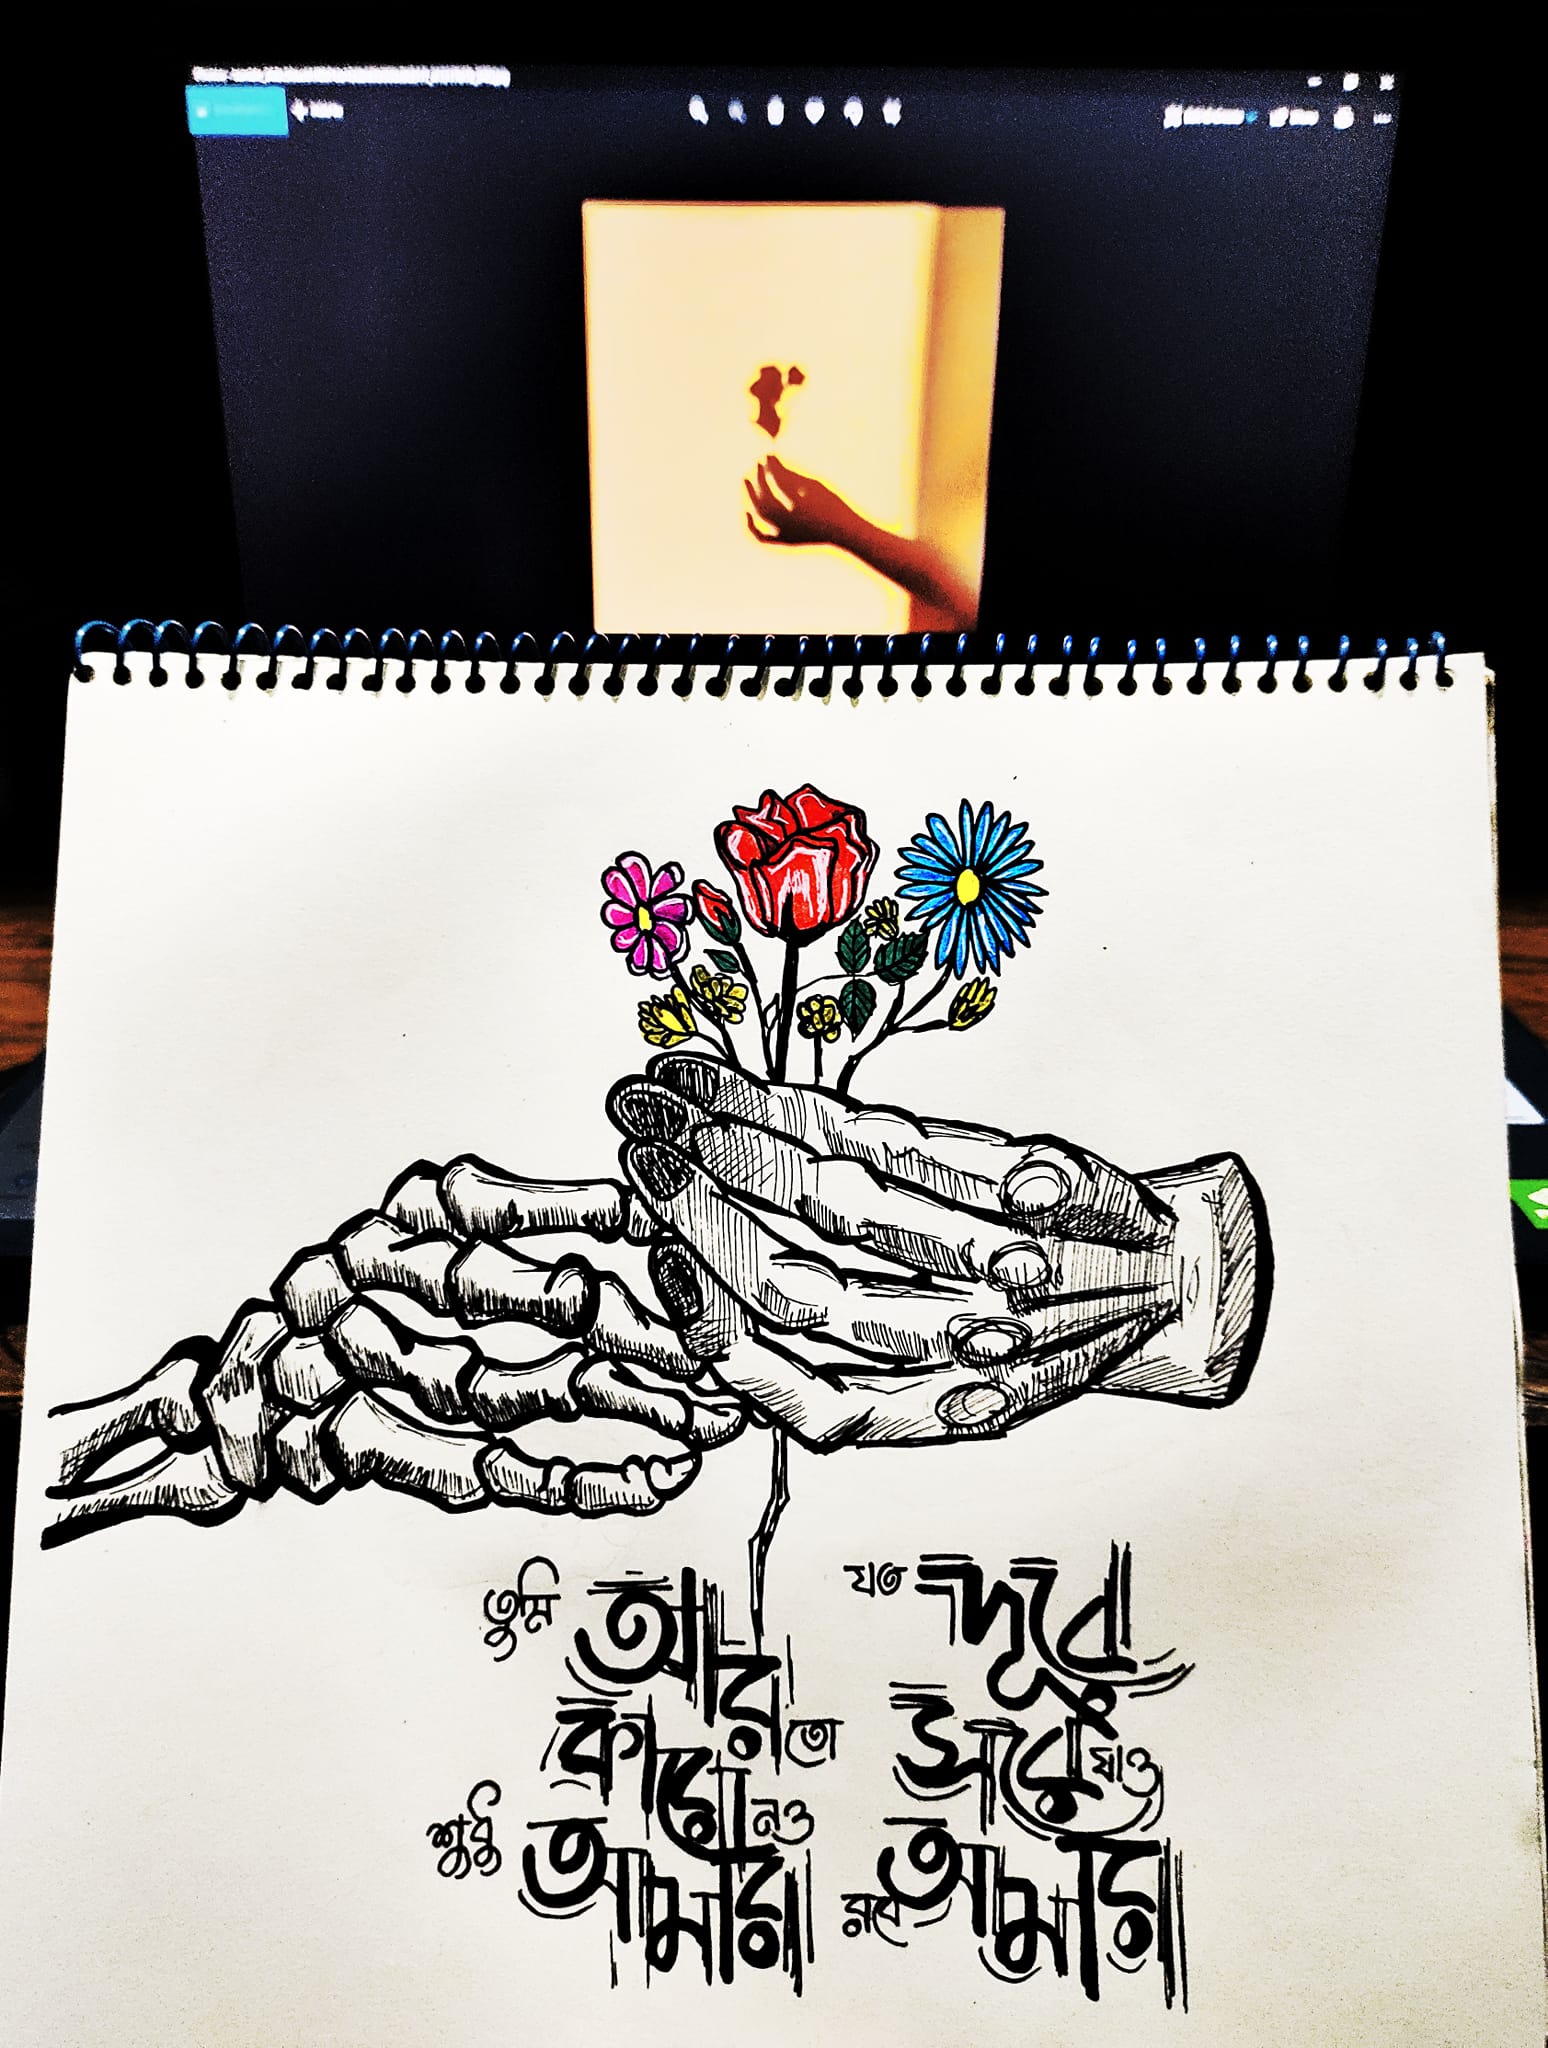 তুমি আর
কারো তো
নও
শুধু আমার
যত দূরে
সরে যাও
রবে আমার